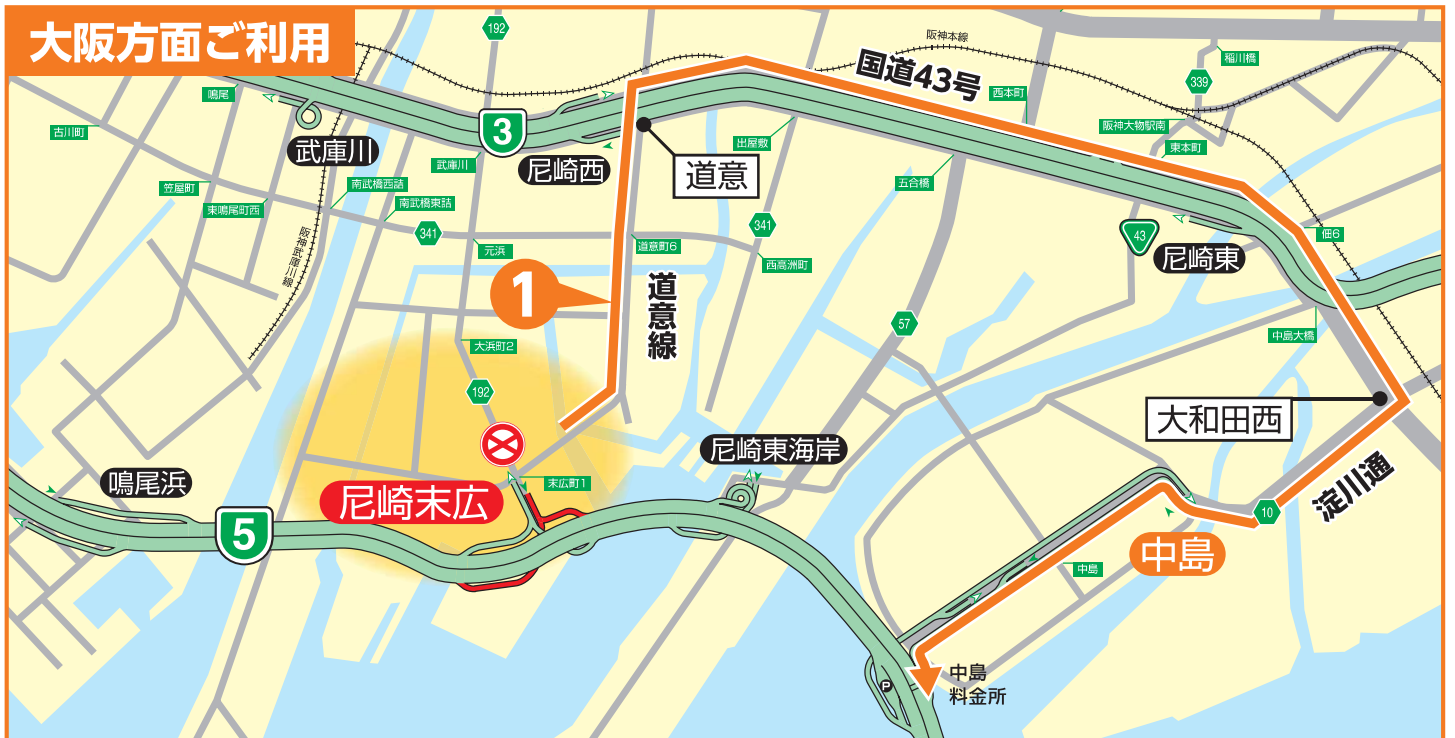 大阪方面ご利用
192
阪神本線
稲川橋
国道43号
339
鳴尾
西本町
古川町
3
阪神大物駅南
武庫川
武庫川
出屋敷
東本町
尼崎西
道意
五合橋
笠屋町
南武橋西詰
東鳴尾町西
南武橋東詰
341
341
43
佃6
阪神武庫川線
元浜
道意町6
西高洲町
尼崎東
1
道意線
57
中島大橋
大浜町2
192
大和田西
尼崎東海岸
鳴尾浜
尼崎末広
末広町1
淀川通
10
5
中島
中島
中島
料金所
P